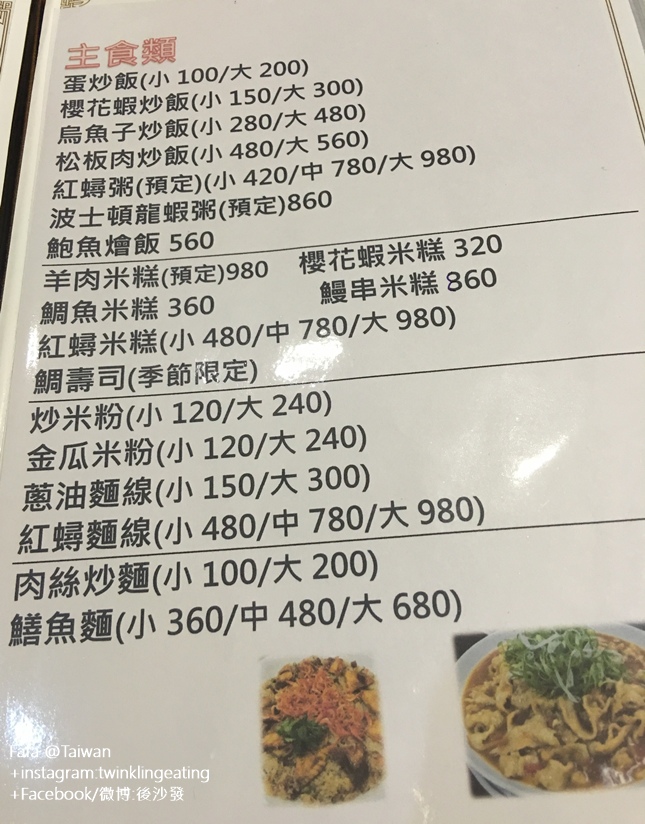 主食類
蛋炒飯(小 100/大 200)
櫻花蝦炒飯(小 150/大 300)
烏魚子炒飯(小 280/大 480)
松板肉炒飯(小 480/大 560)
紅蟳粥(預定)(小 420/中 780/大 980)
波士頓龍蝦粥(預定)860
鮑魚燴飯 560
羊肉米糕(預定)980 櫻花蝦米糕 320
鯛魚米糕 360 鰻串米糕 860
紅蟳米糕(小 480/中 780/大 980)
鯛壽司(季節限定)
炒米粉(小 120/大 240)
金瓜米粉(小 120/大 240)
蔥油麵線(小 150/大 300)
紅蟳麵線(小 480/中 780/大 980)
肉絲炒麵(小 100/大 200)
鱔魚麵(小 360/中 480/大 680)
Fafa @Taiwan
+instagram:twinklingeating
+Facebook/微博:後沙發